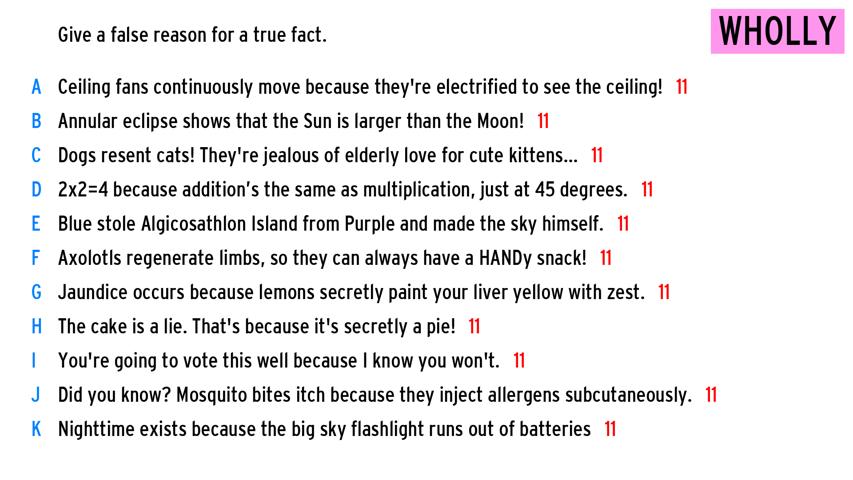 Give a false reason for a true fact.
WHOLLY
A Ceiling fans continuously move because they're electrified to see the ceiling! 11
B Annular eclipse shows that the Sun is larger than the Moon! 11
C Dogs resent cats! They're jealous of elderly love for cute kittens... 11
D 2x2=4 because addition's the same as multiplication, just at 45 degrees. 11
E Blue stole Algicosathlon Island from Purple and made the sky himself. 11
F Axolotls regenerate limbs, so they can always have a HANDy snack! 11
G Jaundice occurs because lemons secretly paint your liver yellow with zest. 11
H The cake is a lie. That's because it's secretly a pie! 11
I You're going to vote this well because I know you won't. 11
J Did you know? Mosquito bites itch because they inject allergens subcutaneously. 11
K Nighttime exists because the big sky flashlight runs out of batteries 11